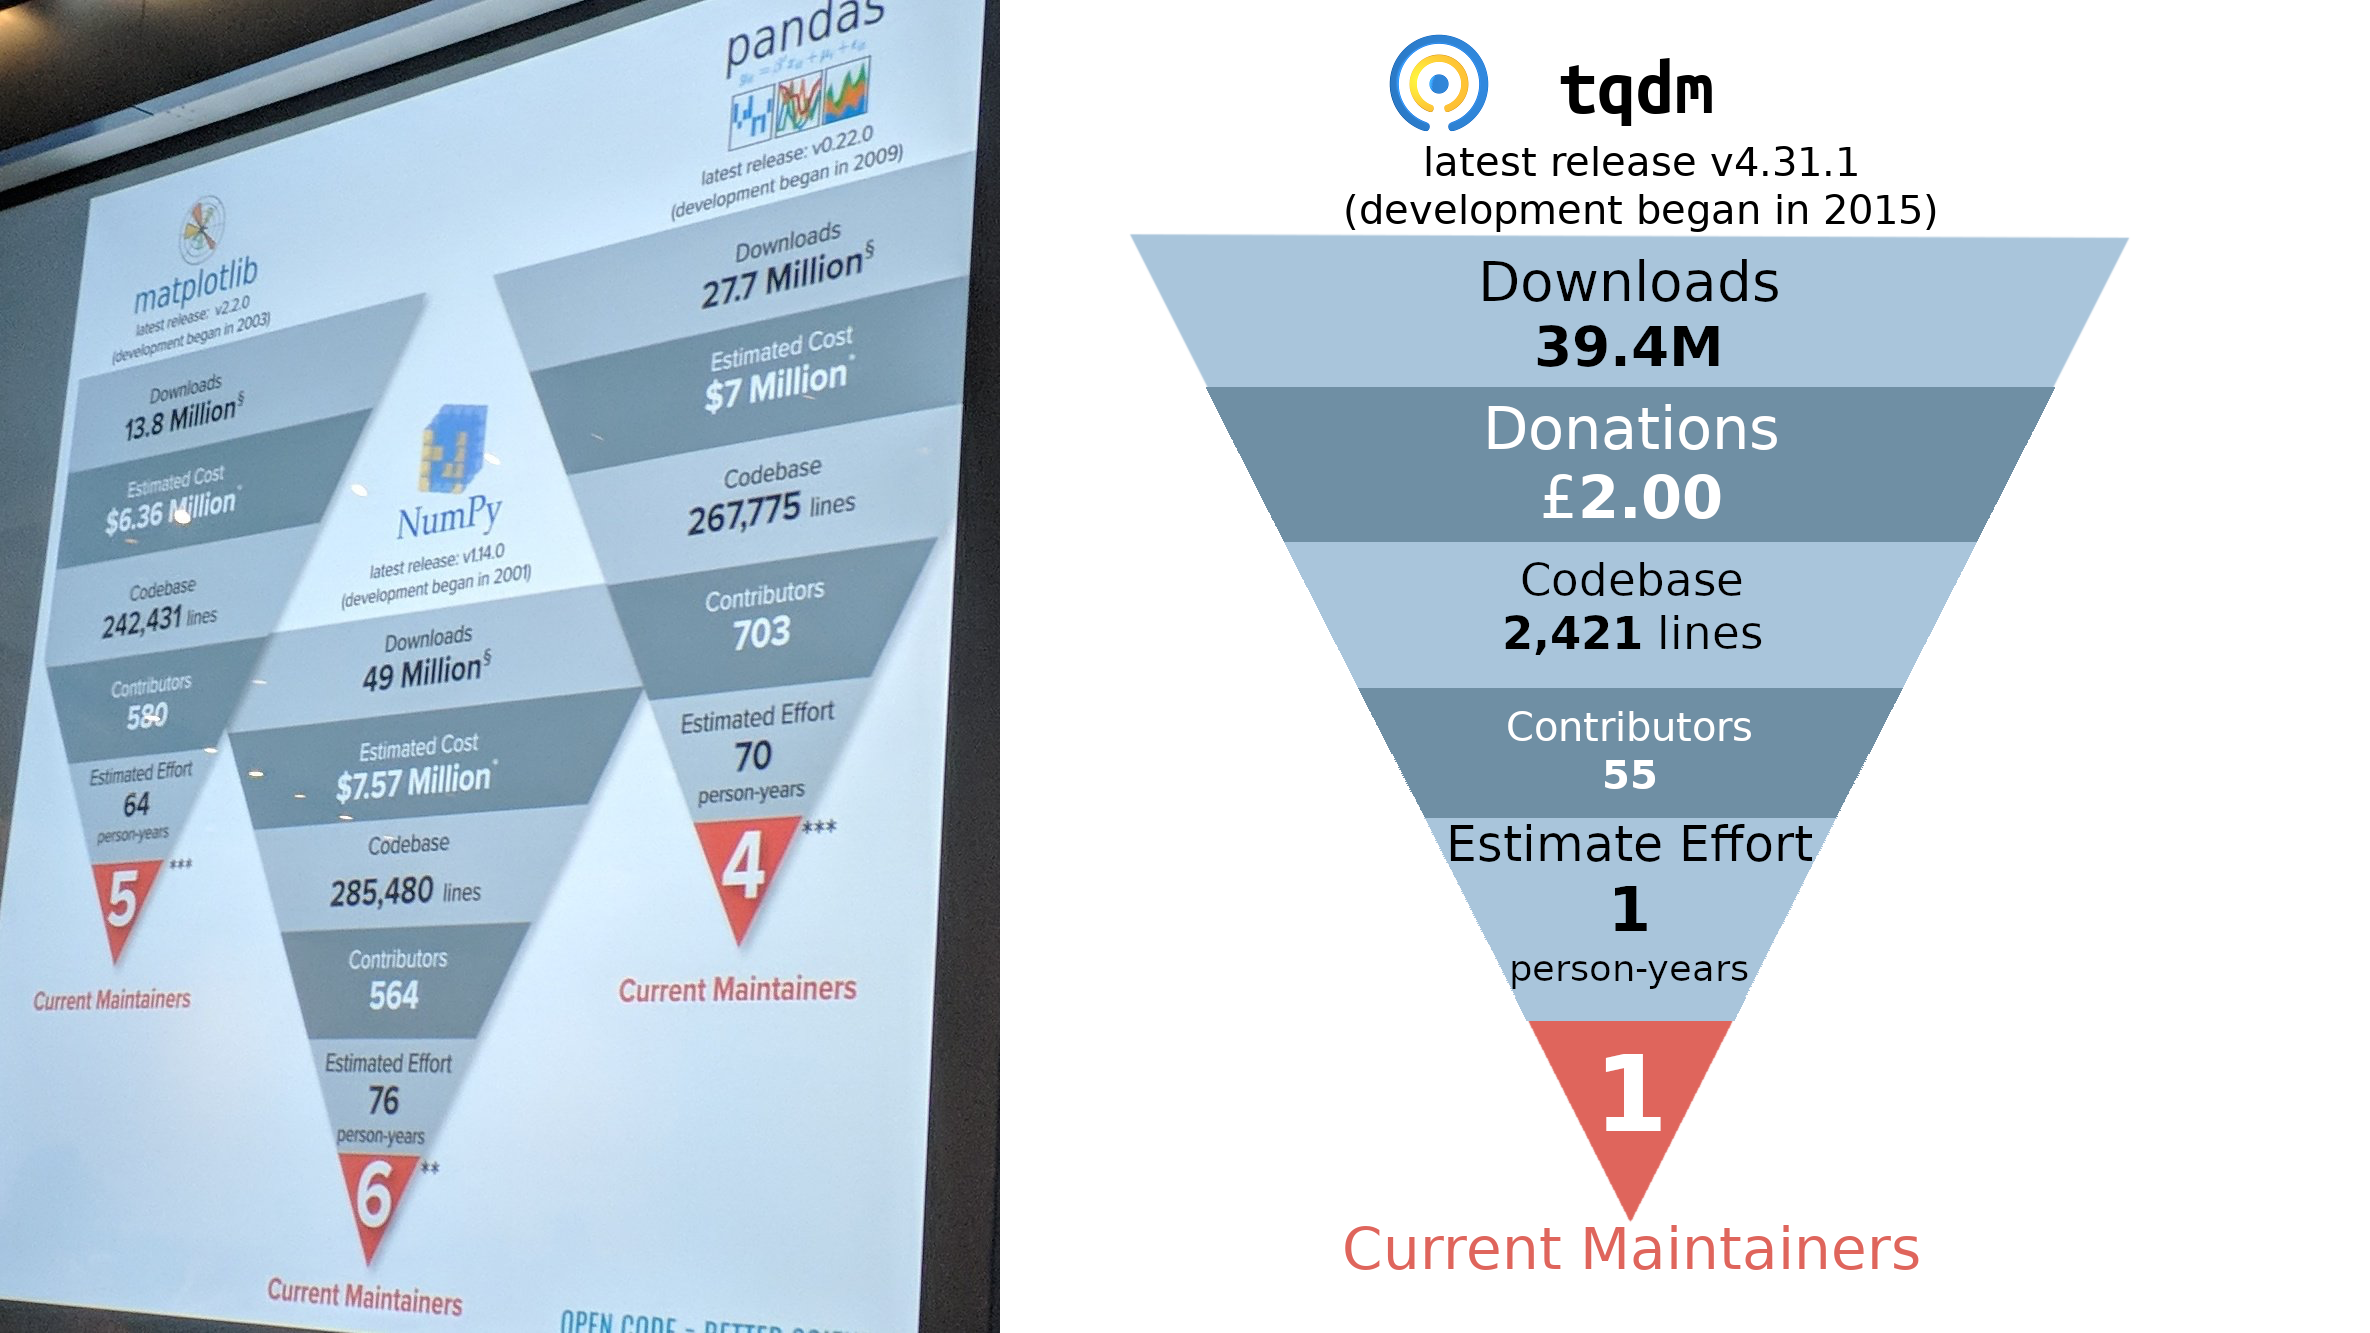 pandas
latest release: v0.22.0
(development began in 2009)
Downloads
27.7 Million§
Estimated Cost
$7 Million*
Codebase
267,775 lines
Contributors
703
Estimated Effort
70
person-years
4 ***
Current Maintainers
matplotlib
latest release: v2.2.0
(development began in 2003)
Downloads
13.8 Million§
Estimated Cost
$6.36 Million*
Codebase
242,431 lines
Contributors
580
Estimated Effort
64
person-years
5 ***
Current Maintainers
NumPy
latest release: v1.14.0
(development began in 2001)
Downloads
49 Million§
Estimated Cost
$7.57 Million*
Codebase
285,480 lines
Contributors
564
Estimated Effort
76
person-years
6 **
Current Maintainers
OPEN CODE = BETTER
tqdm
latest release v4.31.1
(development began in 2015)
Downloads
39.4M
Donations
£2.00
Codebase
2,421 lines
Contributors
55
Estimate Effort
1
person-years
1
Current Maintainers